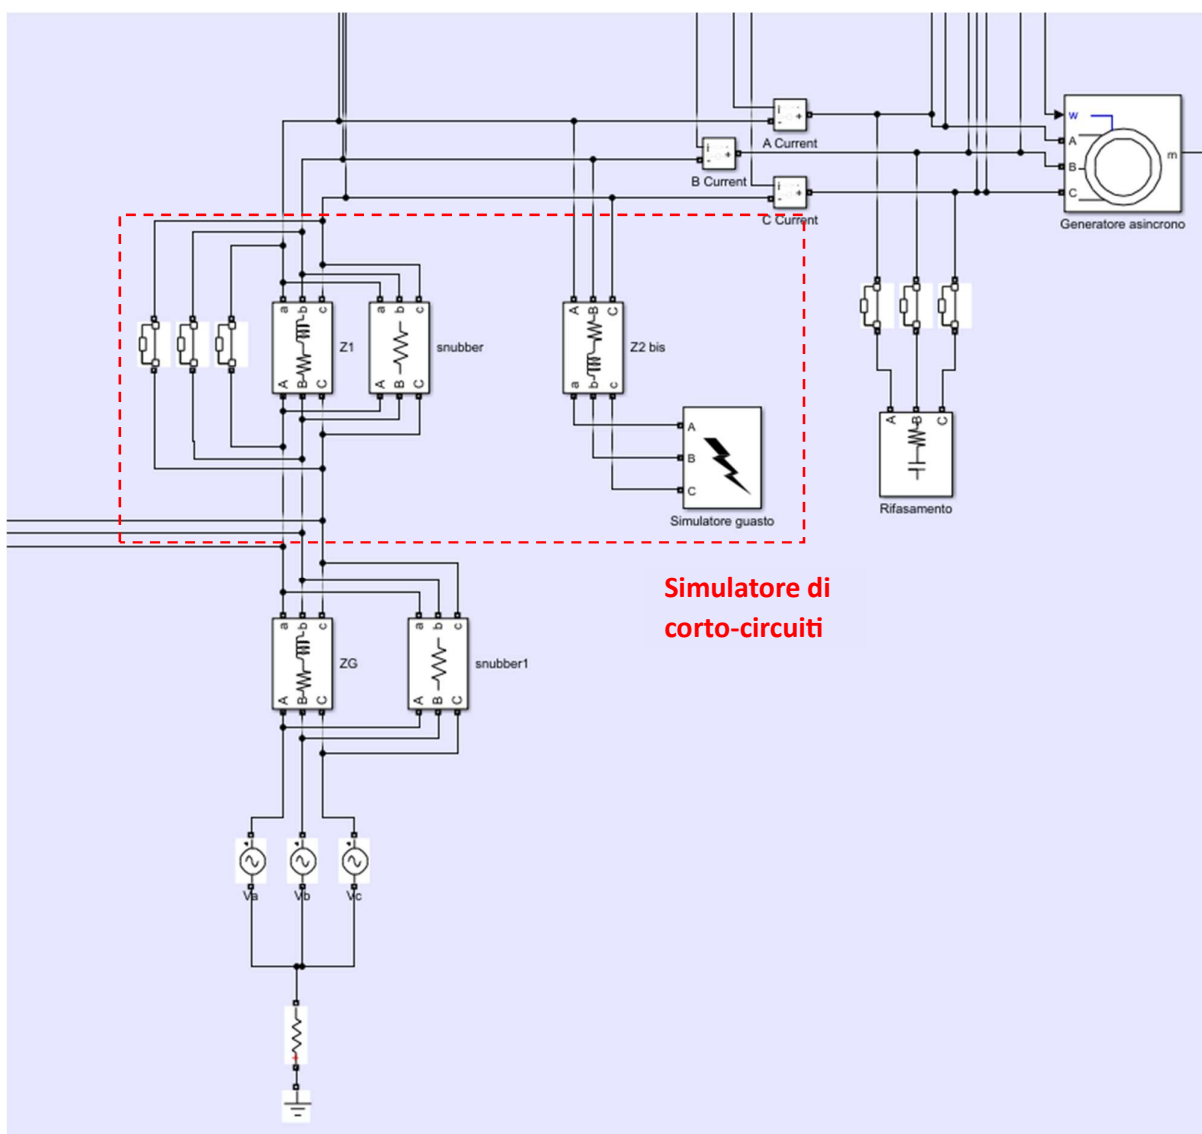 i
+
-
A Current
i
+
-
B Current
i
+
-
C Current
w
A
B
C
m
Generatore asincrono
a b c
A B C
Z1
a b c
A B C
snubber
A B C
a b c
Z2 bis
A
B
C
Simulatore guasto
A B C
Rifasamento
Simulatore di
corto-circuiti
a b c
A B C
ZG
a b c
A B C
snubber1
Va
Vb
Vc
+